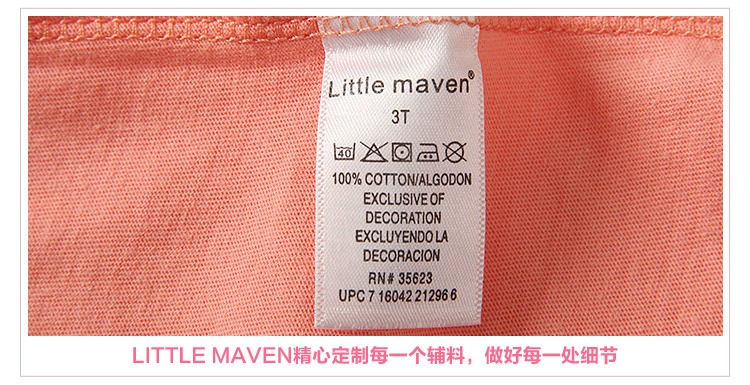 Little maven®
3T
40
100% COTTON/ALGODON
EXCLUSIVE OF
DECORATION
EXCLUYENDO LA
DECORACION
RN# 35623
UPC 7 16042 21296 6
LITTLE MAVEN精心定制每一个辅料，做好每一处细节